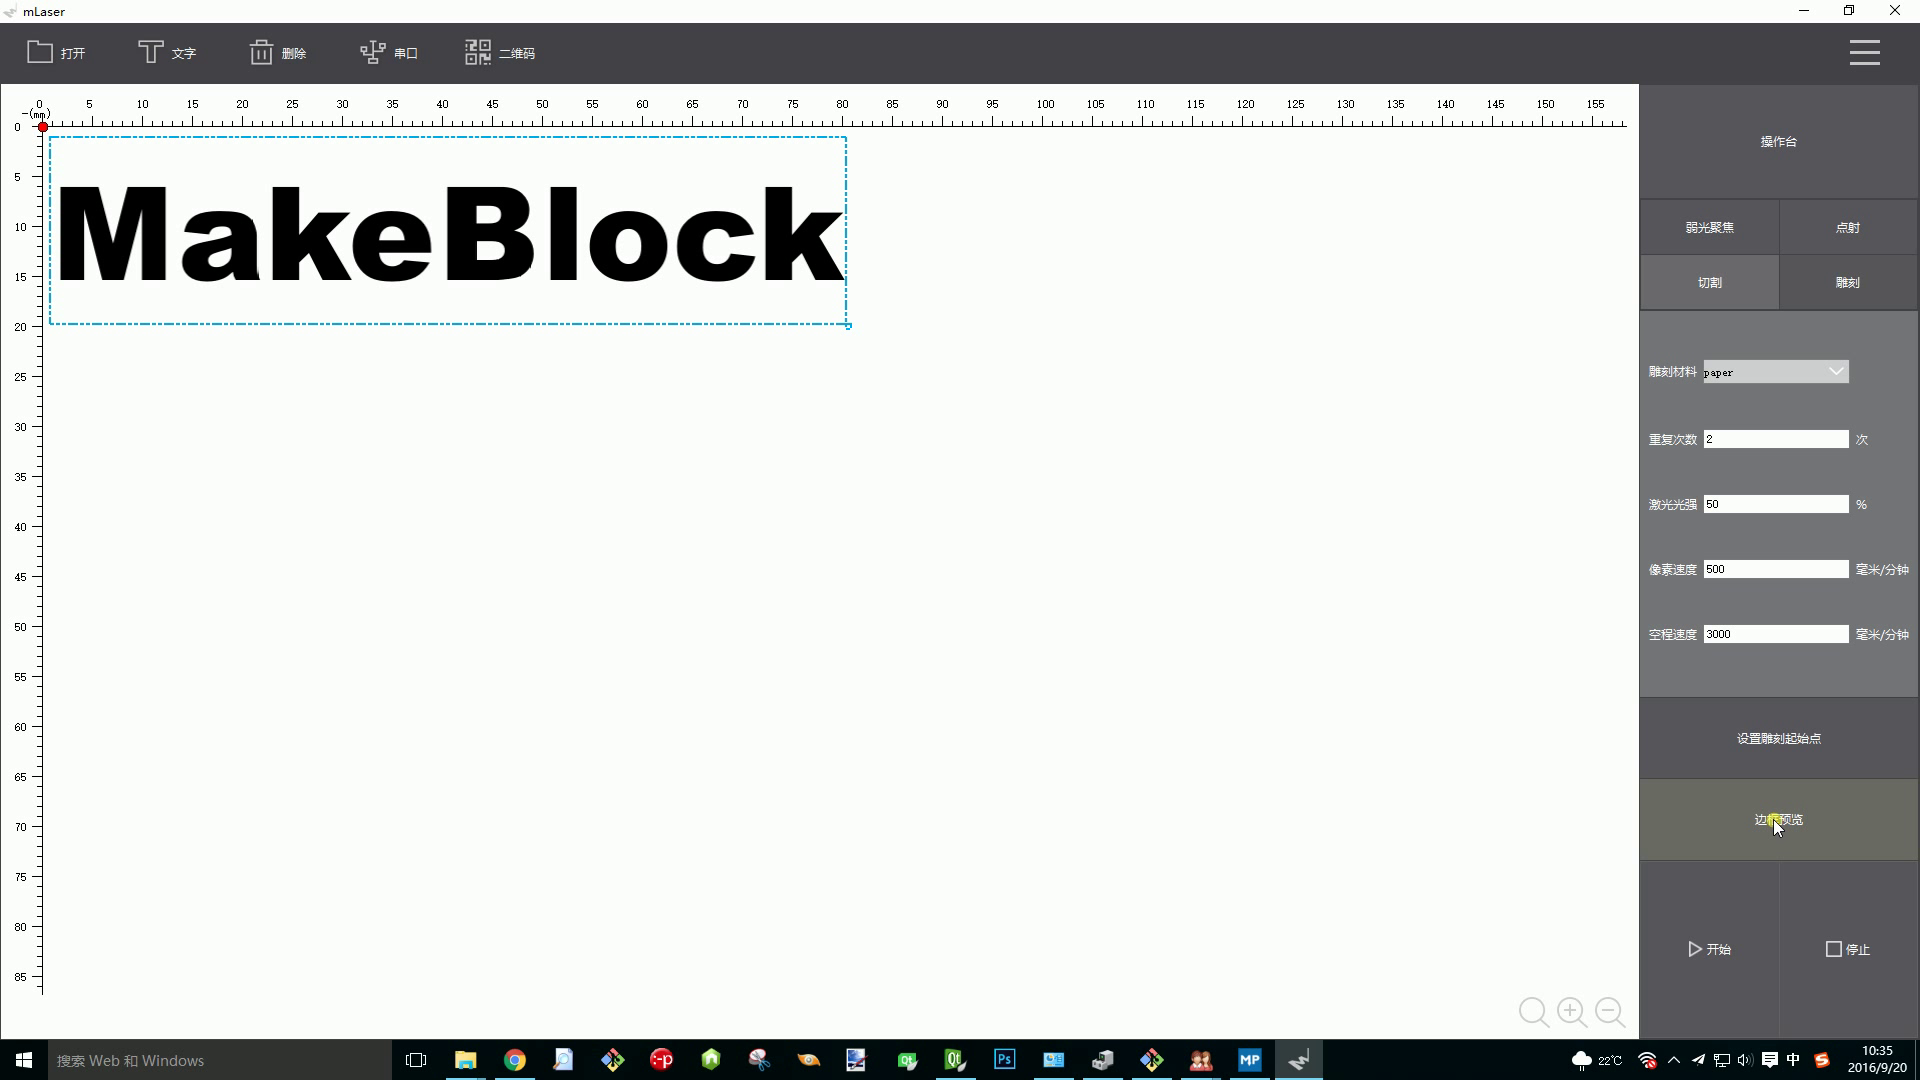 mLaser
打开 文字 删除 串口 二维码
0 5 10 15 20 25 30 35 40 45 50 55 60 65 70 75 80 85 90 95 100 105 110 115 120 125 130 135 140 145 150 155
(mm)
0
5
10
15
20
25
30
35
40
45
50
55
60
65
70
75
80
85
MakeBlock
操作台
弱光聚焦 点射
切割 雕刻
雕刻材料 paper
重复次数 2 次
激光光强 50 %
像素速度 500 毫米/分钟
空程速度 3000 毫米/分钟
设置雕刻起始点
边框预览
开始 停止
搜索 Web 和 Windows
Qt Qt Ps MP
22℃
中
S
10:35
2016/9/20